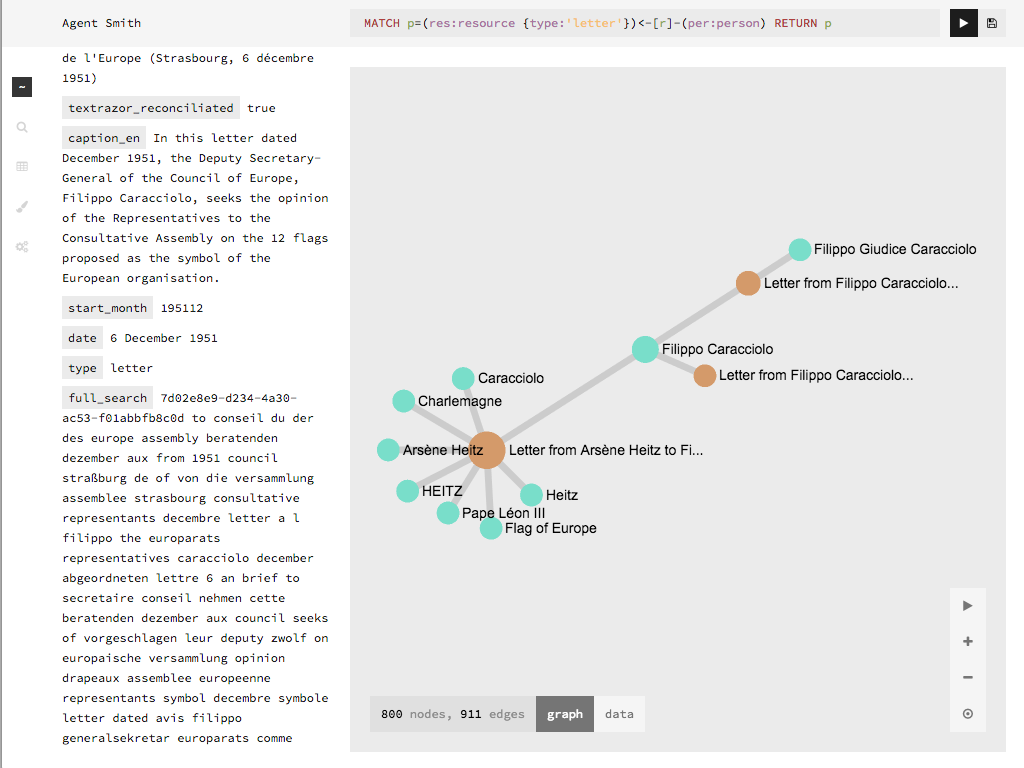 Agent Smith
MATCH p=(res:resource {type:'letter'})<-[r]-(per:person) RETURN p
de l'Europe (Strasbourg, 6 décembre
1951)
textrazor_reconciliated true
caption_en In this letter dated
December 1951, the Deputy Secretary-
General of the Council of Europe,
Filippo Caracciolo, seeks the opinion
of the Representatives to the
Consultative Assembly on the 12 flags
proposed as the symbol of the
European organisation.
start_month 195112
date 6 December 1951
type letter
full_search 7d02e8e9-d234-4a30-
ac53-f01abbfb8c0d to conseil du der
des europe assembly beratenden
dezember aux from 1951 council
straßburg de of von die versammlung
assemblee strasbourg consultative
representants decembre letter a l
filippo the europarats
representatives caracciolo december
abgeordneten lettre 6 an brief to
secretaire conseil nehmen cette
beratenden dezember aux council seeks
of vorgeschlagen leur deputy zwolf on
europaische versammlung opinion
drapeaux assemblee europeenne
representants symbol decembre symbole
letter dated avis filippo
generalsekretar europarats comme
Filippo Giudice Caracciolo
Letter from Filippo Caracciolo...
Filippo Caracciolo
Letter from Filippo Caracciolo...
Caracciolo
Charlemagne
Arsène Heitz
Letter from Arsène Heitz to Fi...
HEITZ
Heitz
Pape Léon III
Flag of Europe
800 nodes, 911 edges
graph
data